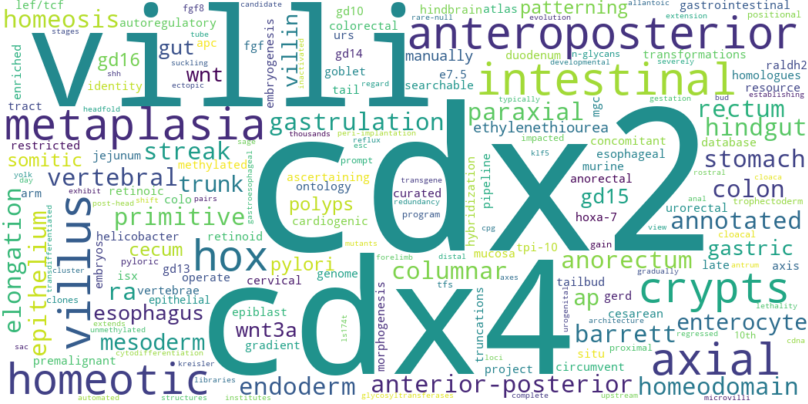 left/tcf
fgf8
candidate
hindbrain
atlas
patterning
gastrointestinal
homeosis
autoregulatory
villi
gd10
rare-null
evolution
allantoic
stages
tube
colorectal
anteroposterior
extension
positional
enriched
gd16
gut
apc
fgf
embryogenesis
villin
inactivated
urs
manually
duodenum
n-glycans
transformations
suckling
gd14
e7.5
developmental
severely
raldh2
identity
shh
wnt
goblet
intestinal
homologues
ectopic
tail
searchable
typically
impacted
bud
resource
tract
headfold
regard
paraxial
mgc
gestation
establishing
metaplasia
gastrulation
rectum
database
restricted
thousands
peri-implantation
ethylenethiourea
hindgut
somitic
jejunum
streak
sage
reflux
concomitant
klf5
anal
rostral
yolk
methylated
esc
esophageal
stomach
day
vertebral
trunk
gastroesophageal
prompt
cdx2
hybridization
murine
cloaca
trophectoderm
arm
exhibit
post-head
retinoic
colo
ascertaining
transgene
pipeline
anorectal
colon
shift
pairs
ontology
curated
redundancy
gd15
urorectal
view
elongation
epithelium
transdifferentiated
villus
primitive
polyps
program
hoxa-7
annotated
helicobacter
retinoid
cardiogenic
mutants
cpg
gain
cloacal
embryos
pyloric
cecum
hox
pylori
forelimb
distal
mucosa
tpi-10
late
axis
gastric
cluster
gd13
operate
genome
columnar
anorectum
antrum
isx
axes
gradually
ra
vertebrae
cervical
tfs
tailbud
crypts
clones
epithelial
cdx4
morphogenesis
truncations
ap
gerd
lethality
unmethylated
esophagus
epiblast
ls174t
loci
urogenital
cesarean
architecture
enterocyte
extends
wnt3a
situ
barrett
regressed
10th
cdna
sac
mesoderm
gradient
project
proximal
premalignant
cytodifferentiation
circumvent
axial
homeotic
kreisler
endoderm
anterior-posterior
homeodomain
libraries
automated
structures
institutes
glycosyltransferases
complete
upstream
microvilli